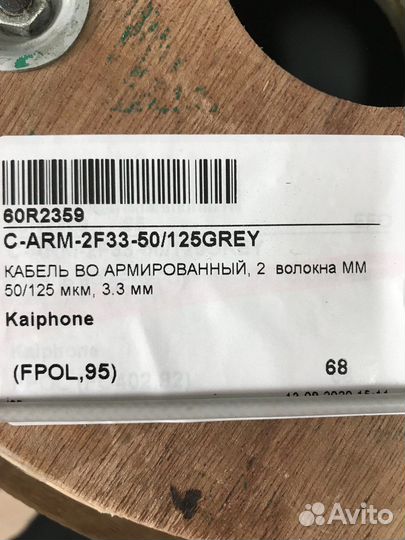 60R2359
C-ARM-2F33-50/125GREY
КАБЕЛЬ ВО АРМИРОВАННЫЙ, 2 волокна ММ
50/125 мкм, 3.3 мм
Kaiphone
Kaiphone
(FPOL,95) 68
Avito